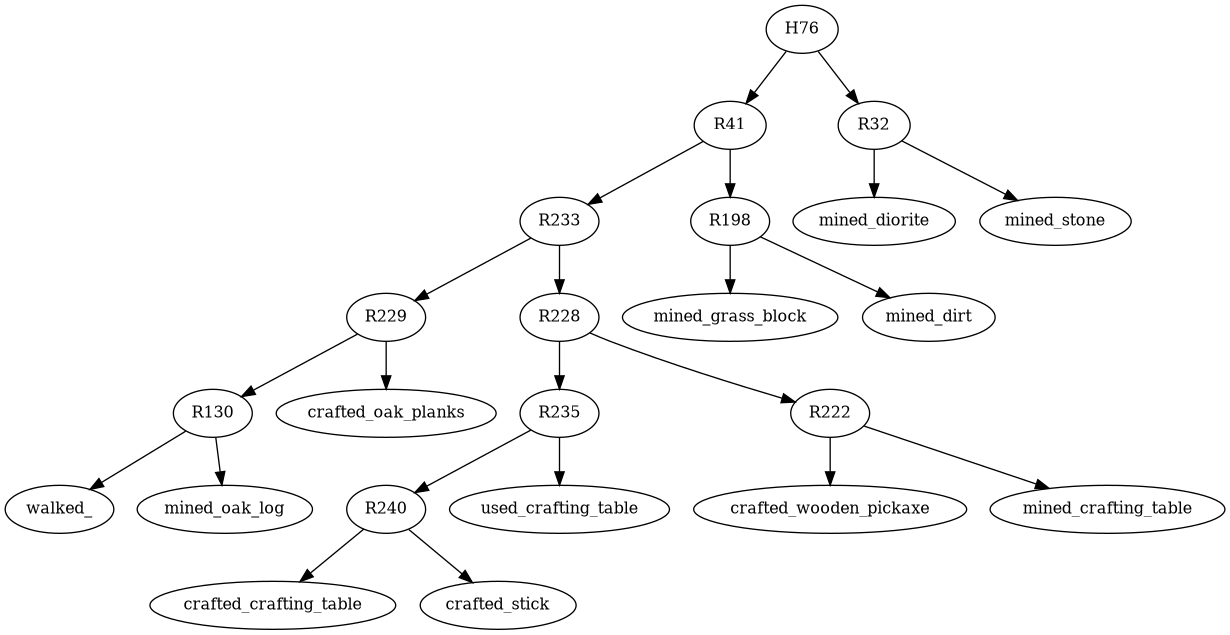 H76
R41
R32
R233
R198
mined_diorite
mined_stone
R229
R228
mined_grass_block
mined_dirt
R130
crafted_oak_planks
R235
R222
walked_
mined_oak_log
R240
used_crafting_table
crafted_wooden_pickaxe
mined_crafting_table
crafted_crafting_table
crafted_stick